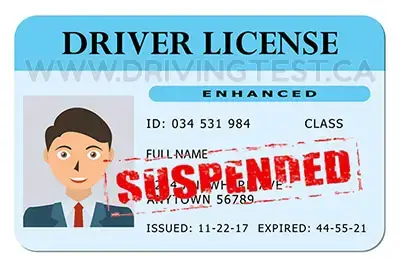 DRIVER LICENSE
WWW.DRIVINGTEST.CA
ENHANCED
ID: 034 531 984 CLASS
FULL NAME
SUSPENDED
ANYTOWN 56789
ISSUED: 11-22-17 EXPIRED: 44-55-21